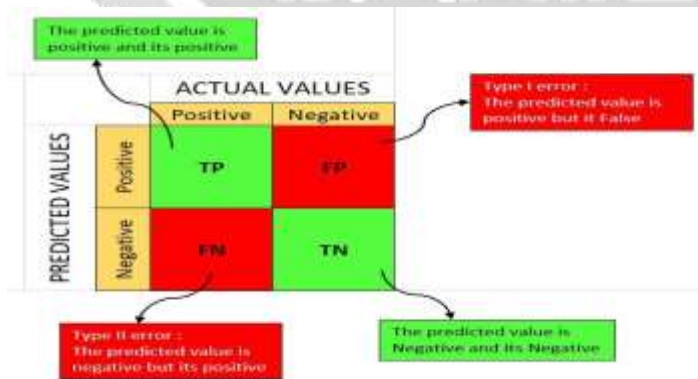 The predicted value is
positive and its positive
ACTUAL VALUES
Positive Negative
Type I error :
The predicted value is
positive but it False
PREDICTED VALUES
Positive
TP FP
Negative
FN TN
Type II error :
The predicted value is
negative but its positive
The predicted value is
Negative and Its Negative